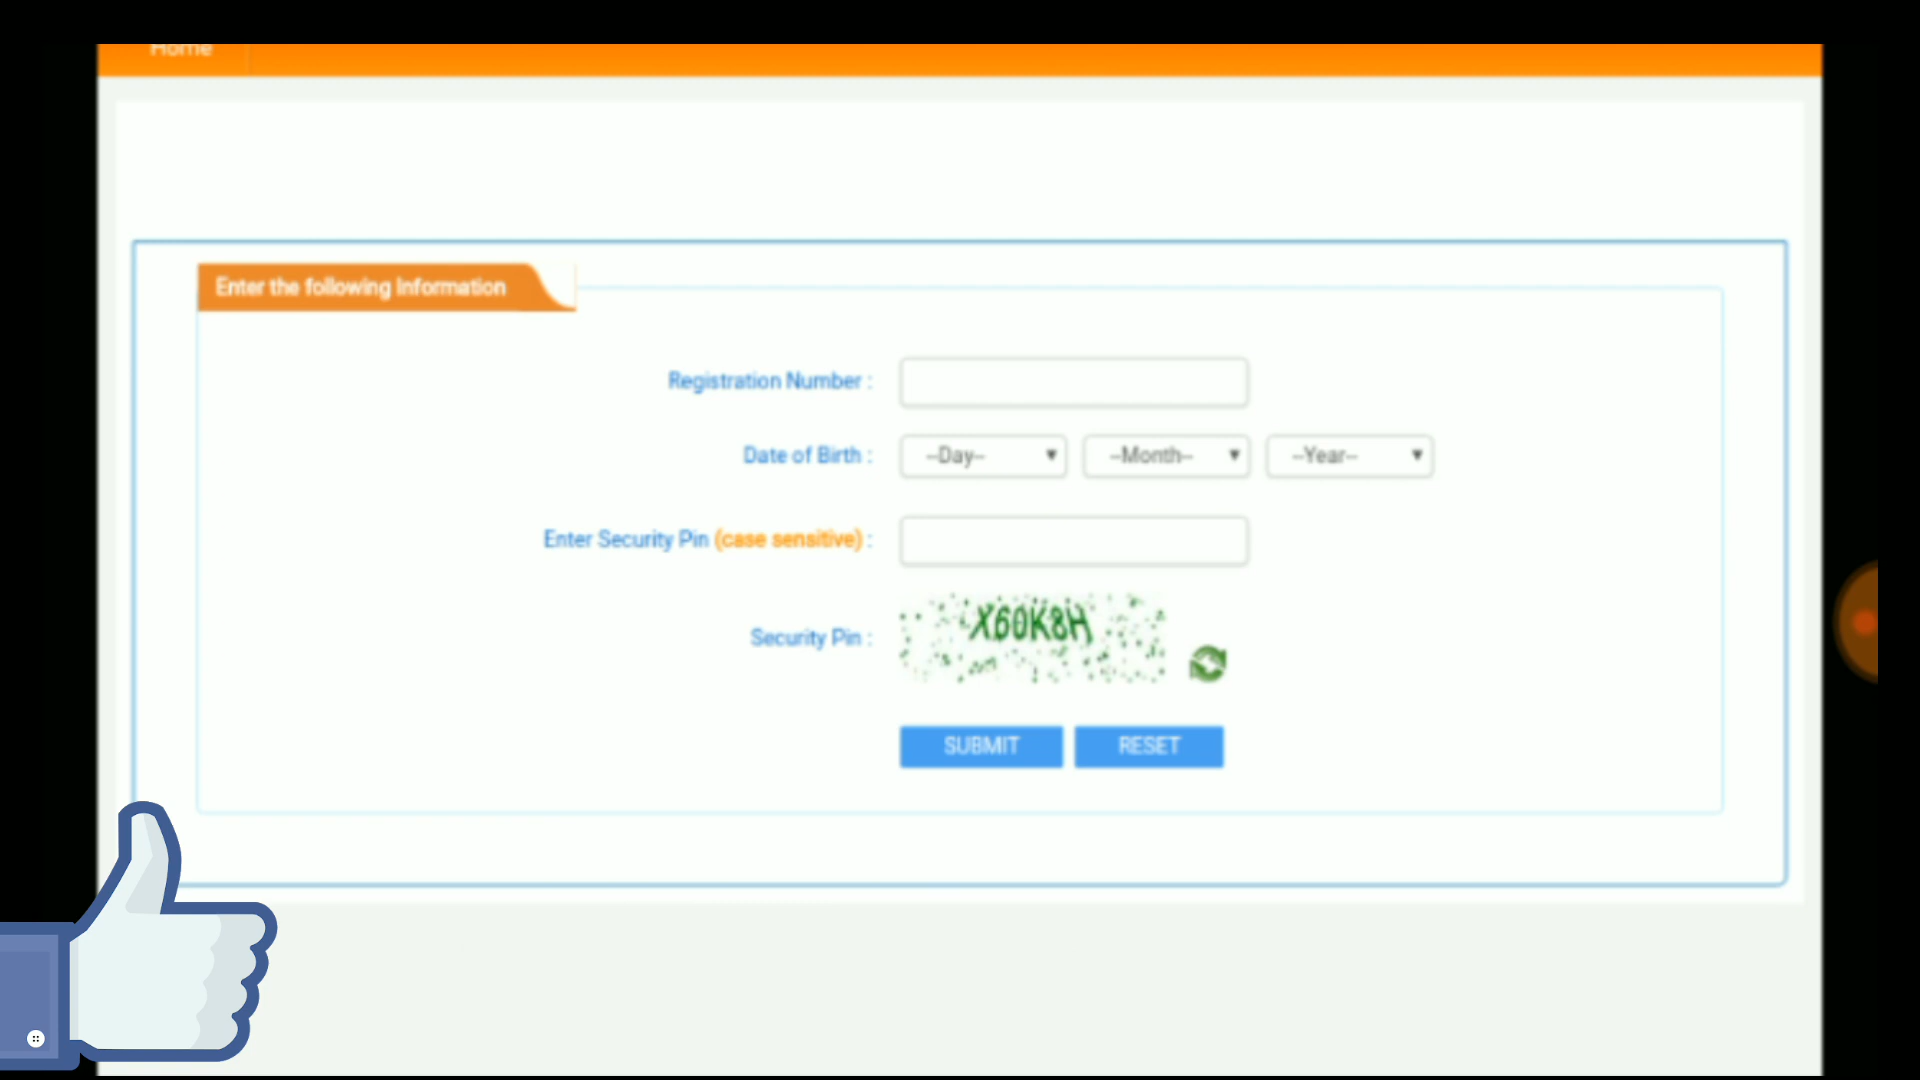 Home
Enter the following Information
Registration Number :
Date of Birth : --Day-- --Month-- --Year--
Enter Security Pin (case sensitive) :
X60K8H
Security Pin :
SUBMIT RESET